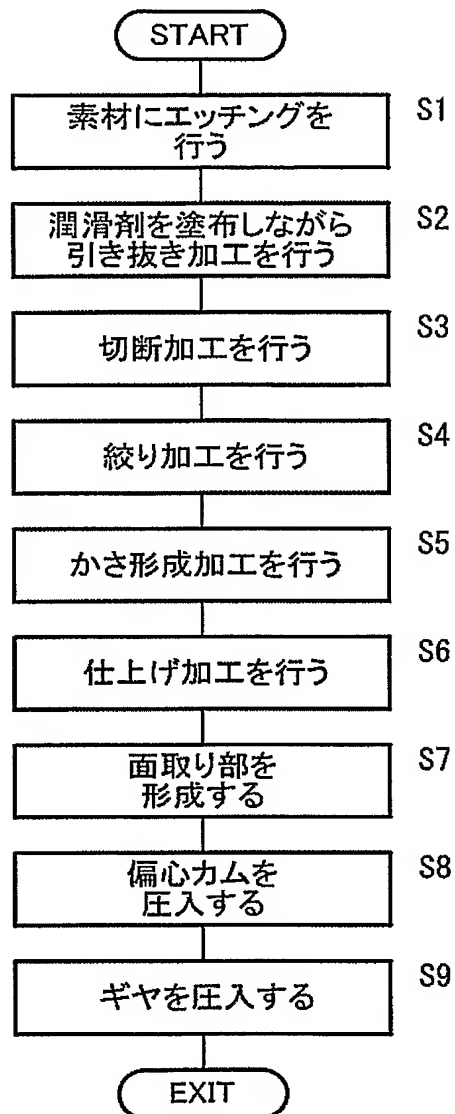 START
素材にエッチングを
行う
S1
潤滑剤を塗布しながら
引き抜き加工を行う
S2
切断加工を行う
S3
絞り加工を行う
S4
かさ形成加工を行う
S5
仕上げ加工を行う
S6
面取り部を
形成する
S7
偏心カムを
圧入する
S8
ギヤを圧入する
S9
EXIT